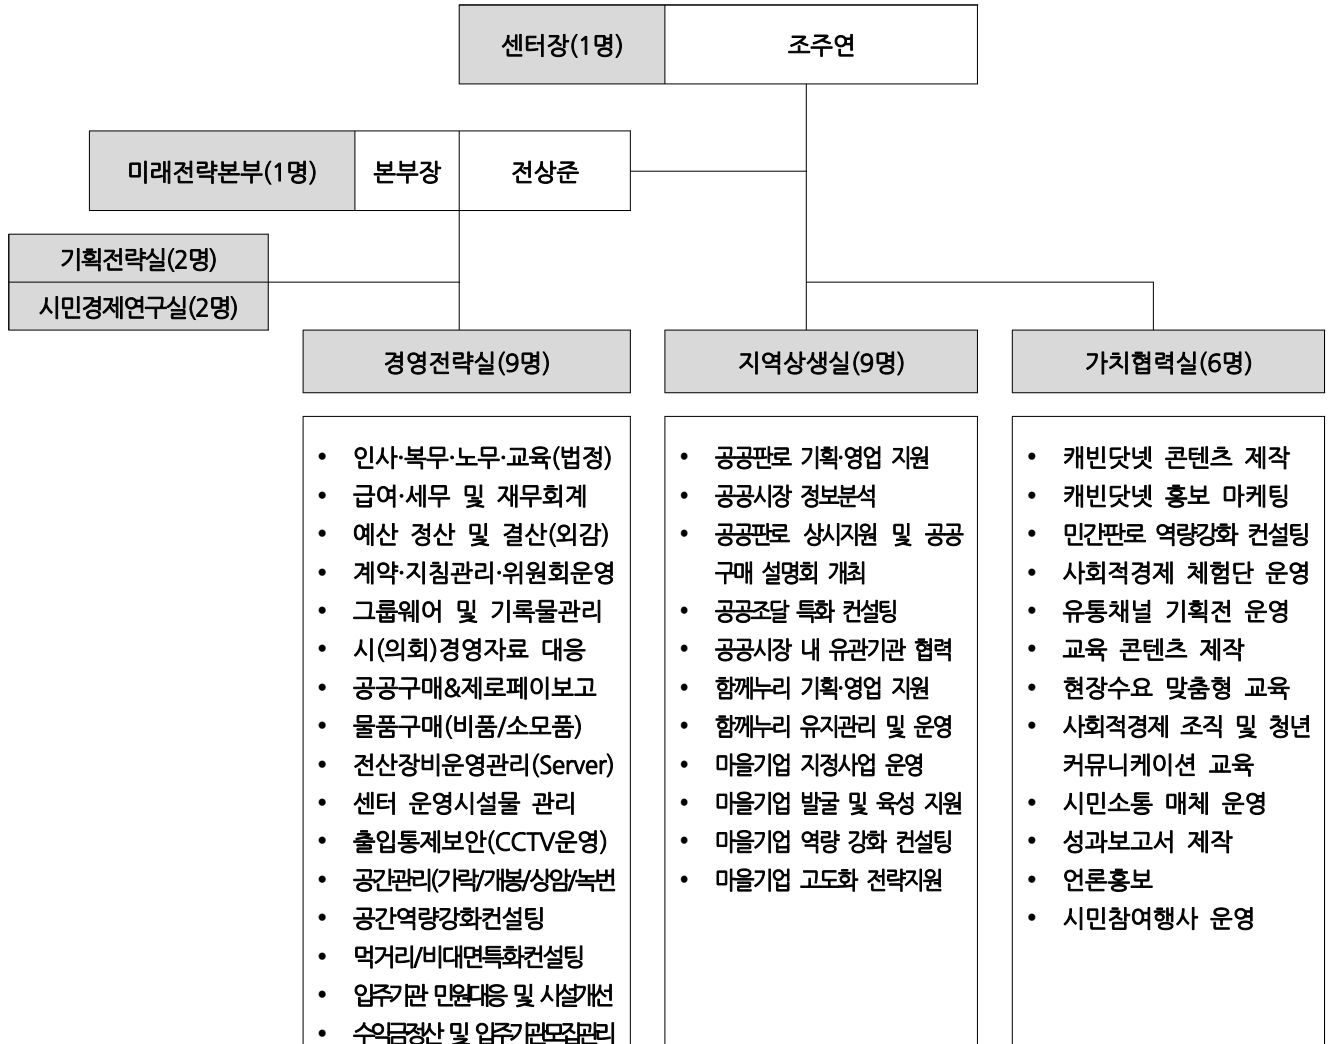 센터장(1명)
조주연
미래전략본부(1명)
본부장
전상준
기획전략실(2명)
시민경제연구실(2명)
경영전략실(9명)
• 인사·복무·노무·교육(법정)
• 급여·세무 및 재무회계
• 예산 정산 및 결산(외감)
• 계약·지침관리·위원회운영
• 그룹웨어 및 기록물관리
• 시(의회)경영자료 대응
• 공공구매&제로페이보고
• 물품구매(비품/소모품)
• 전산장비운영관리(Server)
• 센터 운영시설물 관리
• 출입통제보안(CCTV운영)
• 공간관리(가락/개봉/상암/녹번
• 공간역량강화컨설팅
• 먹거리/비대면특화컨설팅
• 입주기관 민원대응 및 시설개선
• 수익금정산 및 입주기관모집관리
지역상생실(9명)
• 공공판로 기획·영업 지원
• 공공시장 정보분석
• 공공판로 상시지원 및 공공
구매 설명회 개최
• 공공조달 특화 컨설팅
• 공공시장 내 유관기관 협력
• 함께누리 기획·영업 지원
• 함께누리 유지관리 및 운영
• 마을기업 지정사업 운영
• 마을기업 발굴 및 육성 지원
• 마을기업 역량 강화 컨설팅
• 마을기업 고도화 전략지원
가치협력실(6명)
• 캐빈닷넷 콘텐츠 제작
• 캐빈닷넷 홍보 마케팅
• 민간판로 역량강화 컨설팅
• 사회적경제 체험단 운영
• 유통채널 기획전 운영
• 교육 콘텐츠 제작
• 현장수요 맞춤형 교육
• 사회적경제 조직 및 청년
커뮤니케이션 교육
• 시민소통 매체 운영
• 성과보고서 제작
• 언론홍보
• 시민참여행사 운영